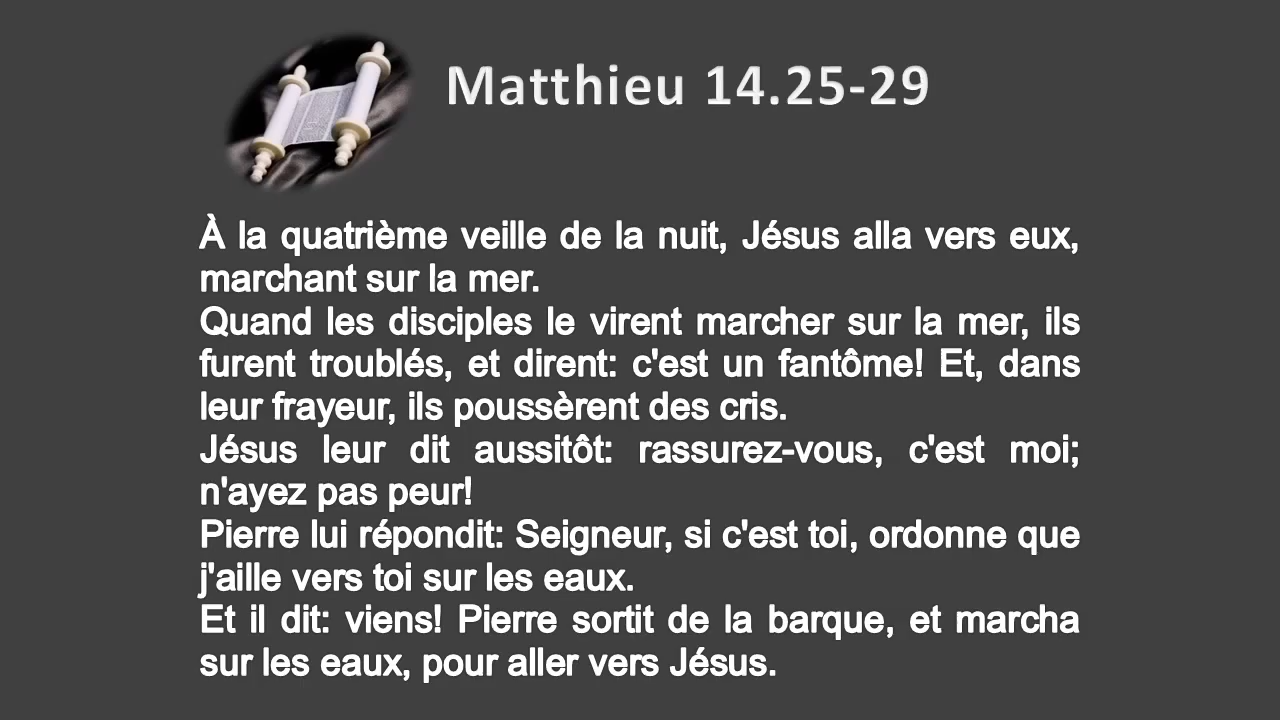 Matthieu 14.25-29
À la quatrième veille de la nuit, Jésus alla vers eux,
marchant sur la mer.
Quand les disciples le virent marcher sur la mer, ils
furent troublés, et dirent: c'est un fantôme! Et, dans
leur frayeur, ils poussèrent des cris.
Jésus leur dit aussitôt: rassurez-vous, c'est moi;
n'ayez pas peur!
Pierre lui répondit: Seigneur, si c'est toi, ordonne que
j'aille vers toi sur les eaux.
Et il dit: viens! Pierre sortit de la barque, et marcha
sur les eaux, pour aller vers Jésus.